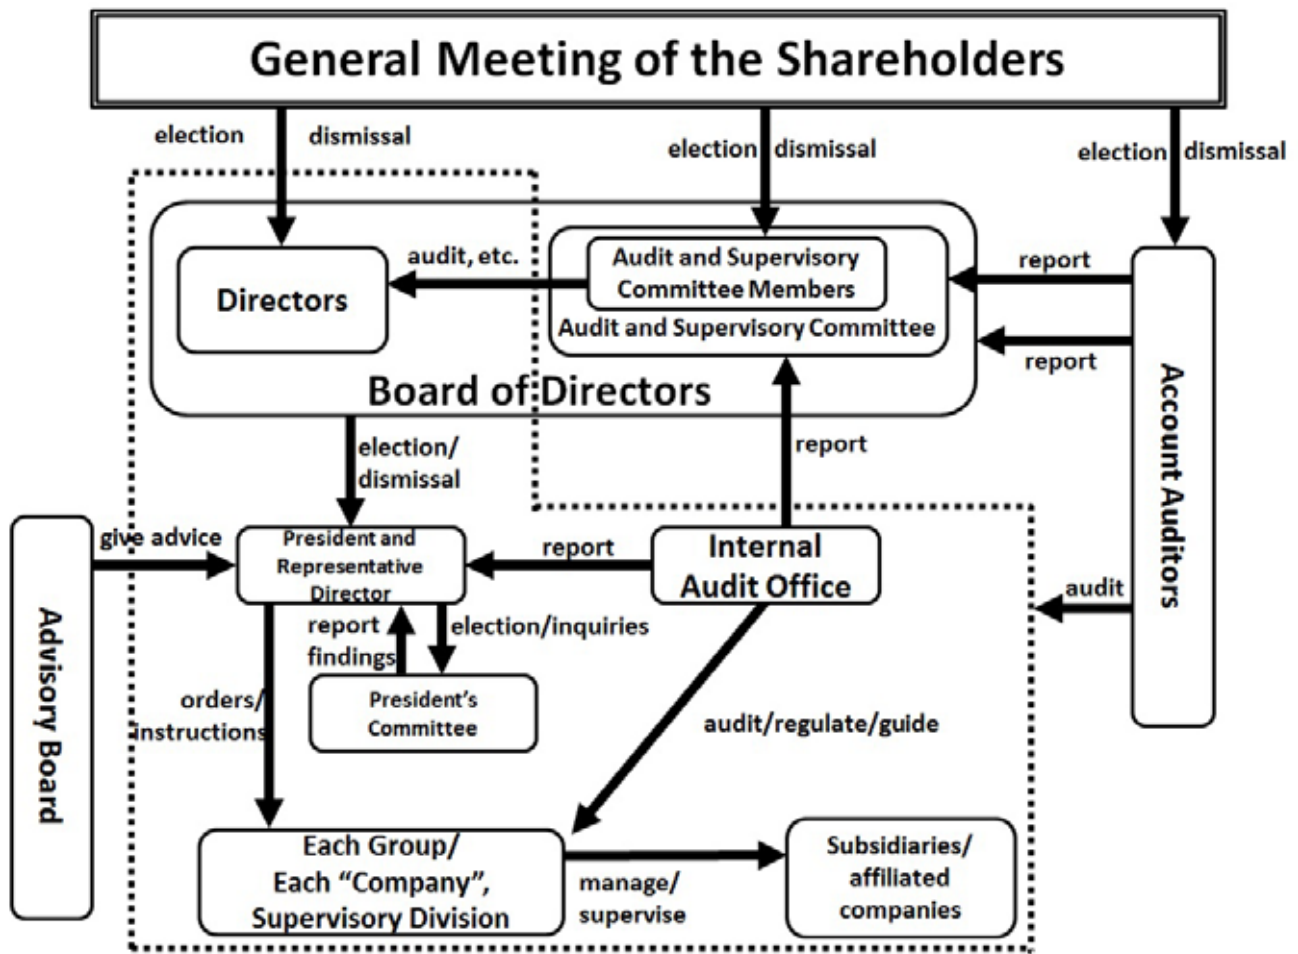 General Meeting of the Shareholders
election dismissal
election dismissal
election dismissal
Directors
audit, etc.
Audit and Supervisory
Committee Members
Audit and Supervisory Committee
report
report
Board of Directors
Account Auditors
election/
dismissal
report
give advice
President and
Representative
Director
report
Internal
Audit Office
audit
Advisory Board
report
findings
election/inquiries
orders/
instructions
President's
Committee
audit/regulate/guide
Each Group/
Each “Company”,
Supervisory Division
manage/
supervise
Subsidiaries/
affiliated
companies